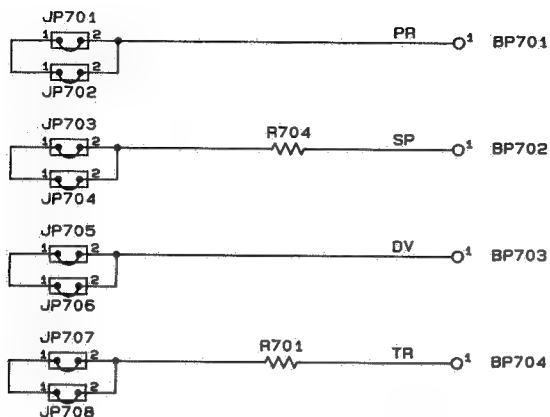 JP701
1 2 PR 1 BP701
1 2
JP702
JP703
1 2 R704 SP 1 BP702
1 2
JP704
JP705
1 2 DV 1 BP703
1 2
JP706
JP707
1 2 R701 TR 1 BP704
1 2
JP708